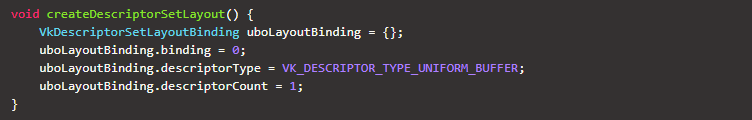 void createDescriptorSetLayout() {
    VkDescriptorSetLayoutBinding uboLayoutBinding = {};
    uboLayoutBinding.binding = 0;
    uboLayoutBinding.descriptorType = VK_DESCRIPTOR_TYPE_UNIFORM_BUFFER;
    uboLayoutBinding.descriptorCount = 1;
}